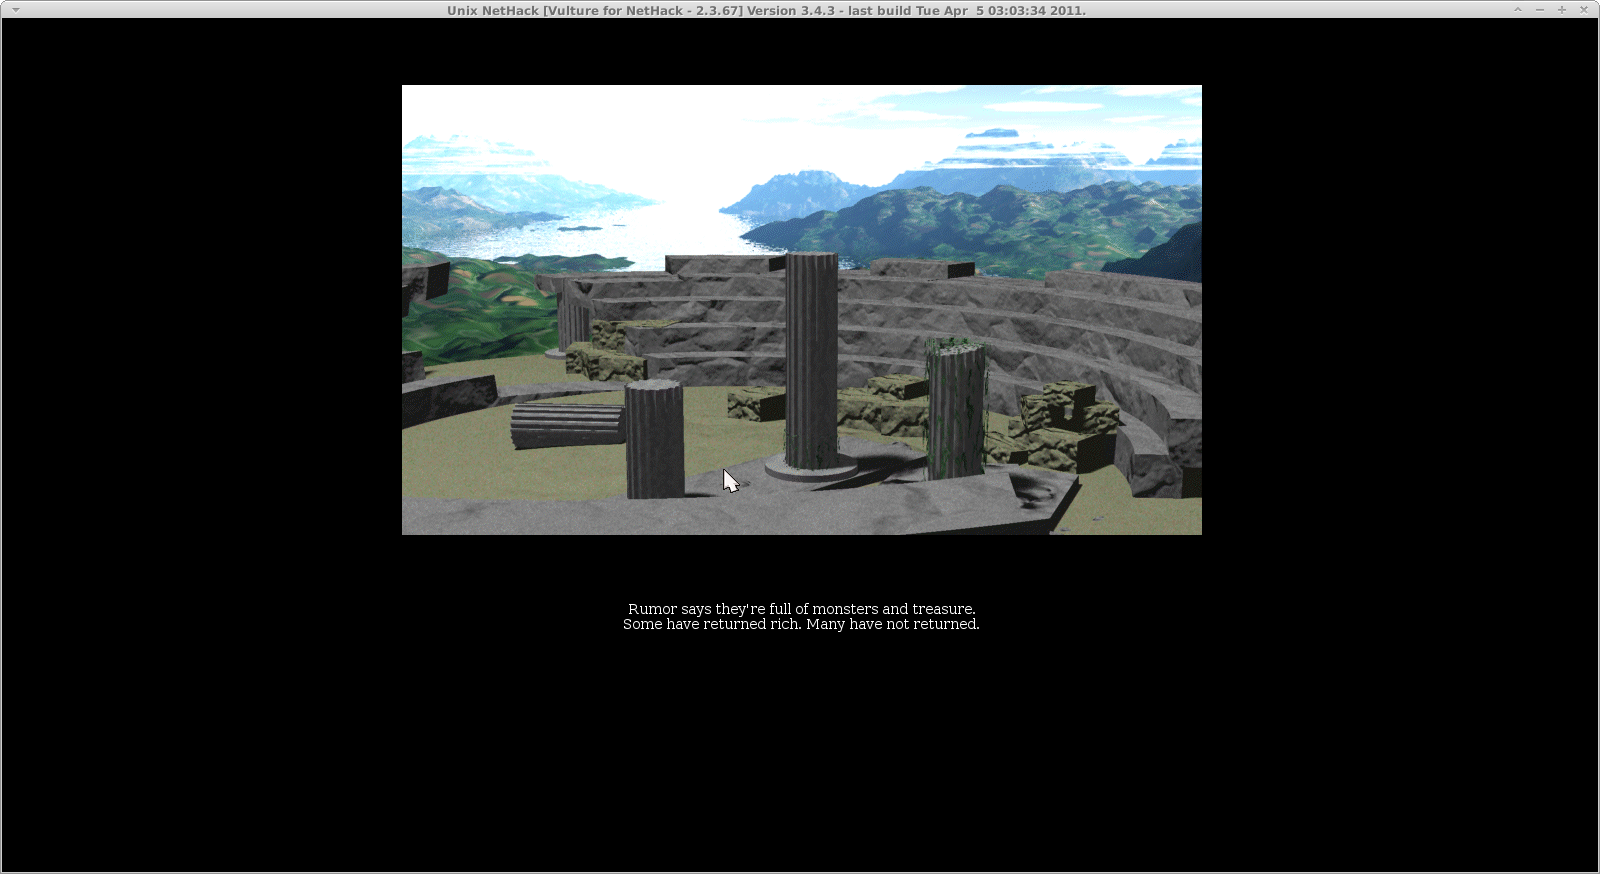 Unix NetHack [Vulture for NetHack - 2.3.67] Version 3.4.3 - last build Tue Apr  5 03:03:34 2011.
Rumor says they're full of monsters and treasure.
Some have returned rich. Many have not returned.